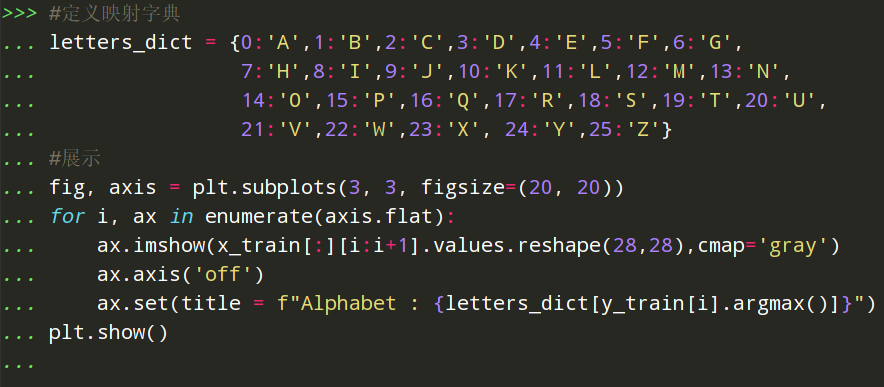 >>> #定义映射字典
... letters_dict = {0:'A',1:'B',2:'C',3:'D',4:'E',5:'F',6:'G',
...                 7:'H',8:'I',9:'J',10:'K',11:'L',12:'M',13:'N',
...                 14:'O',15:'P',16:'Q',17:'R',18:'S',19:'T',20:'U',
...                 21:'V',22:'W',23:'X', 24:'Y',25:'Z'}
... #展示
... fig, axis = plt.subplots(3, 3, figsize=(20, 20))
... for i, ax in enumerate(axis.flat):
...     ax.imshow(x_train[:][i:i+1].values.reshape(28,28),cmap='gray')
...     ax.axis('off')
...     ax.set(title = f"Alphabet : {letters_dict[y_train[i].argmax()]}")
... plt.show()
...